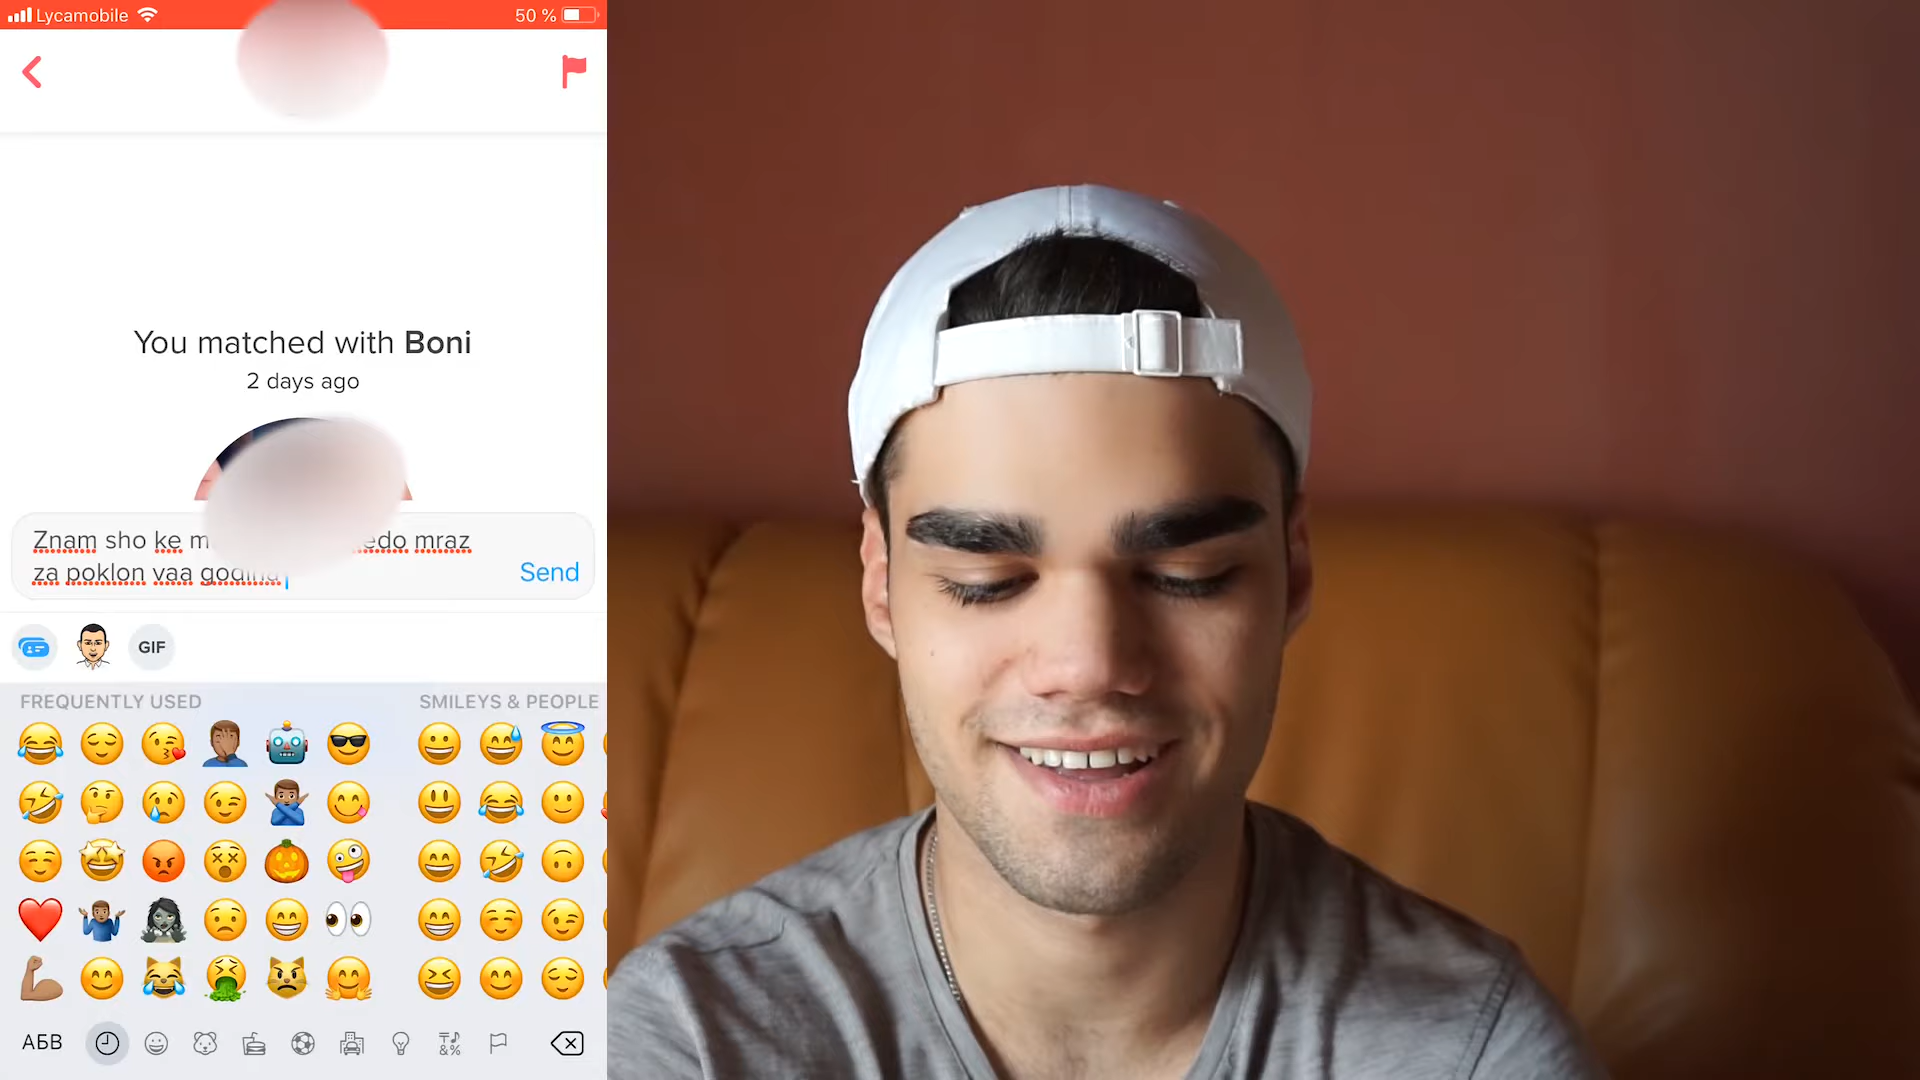 Lycamobile 50 %
You matched with Boni
2 days ago
Znam sho ke mraz
za poklon vaa godina
Send
GIF
FREQUENTLY USED SMILEYS & PEOPLE
АБВ